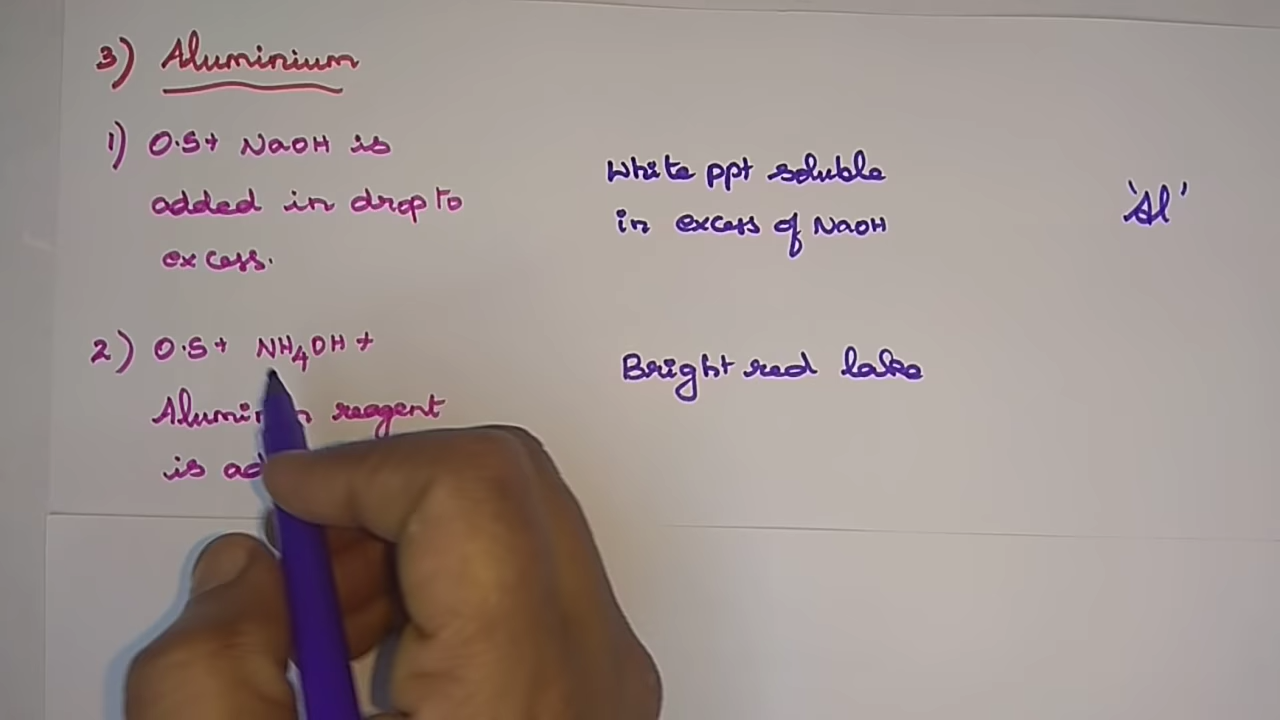 3) Aluminium
1) O.S + NaOH is
added in drop to
excess.
White ppt soluble
in excess of NaOH
'Al'
2) O.S + NH4OH +
reagent
is
Bright red lake